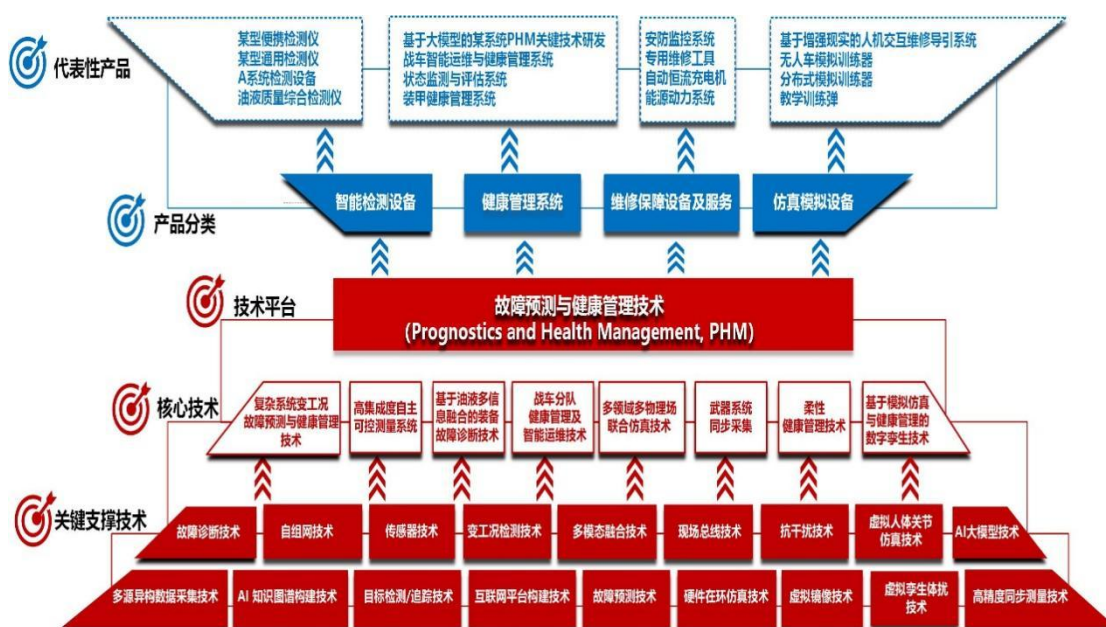 代表性产品
某型便携检测仪
某型通用检测仪
A系统检测设备
油液质量综合检测仪
基于大模型的某系统PHM关键技术研发
战车智能运维与健康管理系统
状态监测与评估系统
装甲健康管理系统
安防监控系统
专用维修工具
自动恒流充电机
能源动力系统
基于增强现实的人机交互维修导引系统
无人车模拟训练器
分布式模拟训练器
教学训练弹
产品分类
智能检测设备
健康管理系统
维修保障设备及服务
仿真模拟设备
技术平台
故障预测与健康管理技术
(Prognostics and Health Management, PHM)
核心技术
复杂系统变工况
故障预测与健康管理
技术
高集成度自主
可控测量系统
基于油液多信
息融合的装备
故障诊断技术
战车分队
健康管理及
智能运维技术
多领域多物理场
联合仿真技术
武器系统
同步采集
柔性
健康管理技术
基于模拟仿真
与健康管理的
数字孪生技术
关键支撑技术
故障诊断技术
自组网技术
传感器技术
变工况检测技术
多模态融合技术
现场总线技术
抗干扰技术
虚拟人体关节
仿真技术
AI大模型技术
多源异构数据采集技术
AI 知识图谱构建技术
目标检测/追踪技术
互联网平台构建技术
故障预测技术
硬件在环仿真技术
虚拟镜像技术
虚拟孪生体扰
技术
高精度同步测量技术